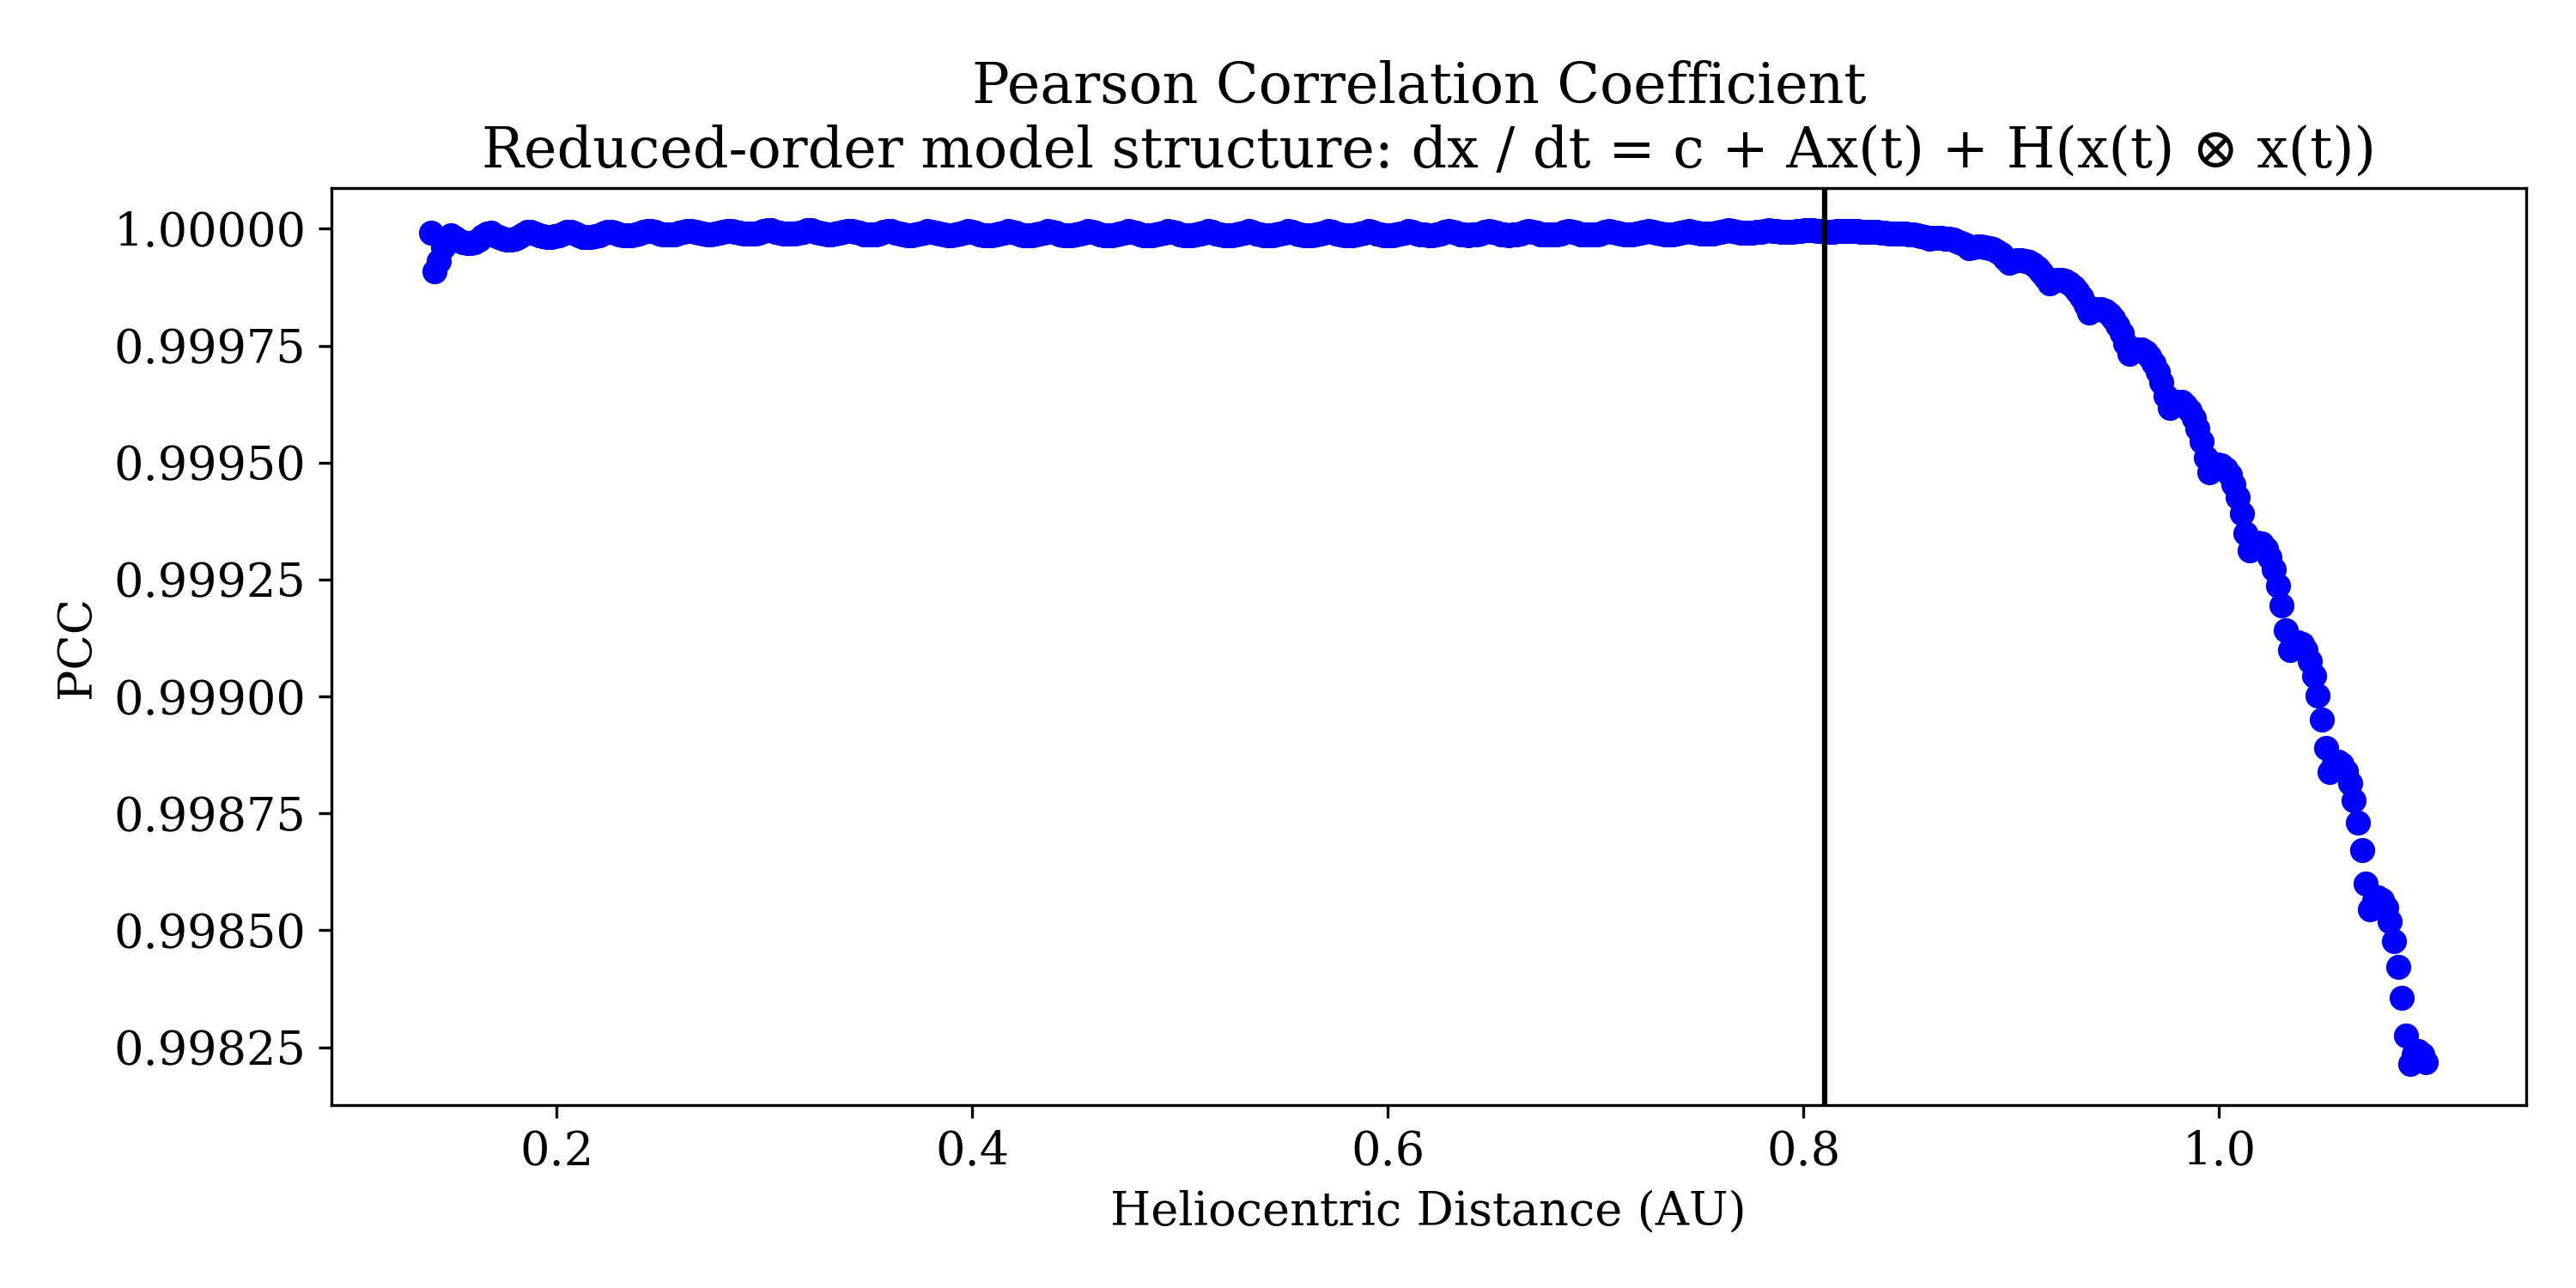 Pearson Correlation Coefficient
Reduced-order model structure: dx / dt = c + Ax(t) + H(x(t) ⊗ x(t))
1.00000
0.99975
0.99950
0.99925
0.99900
0.99875
0.99850
0.99825
PCC
0.2 0.4 0.6 0.8 1.0
Heliocentric Distance (AU)